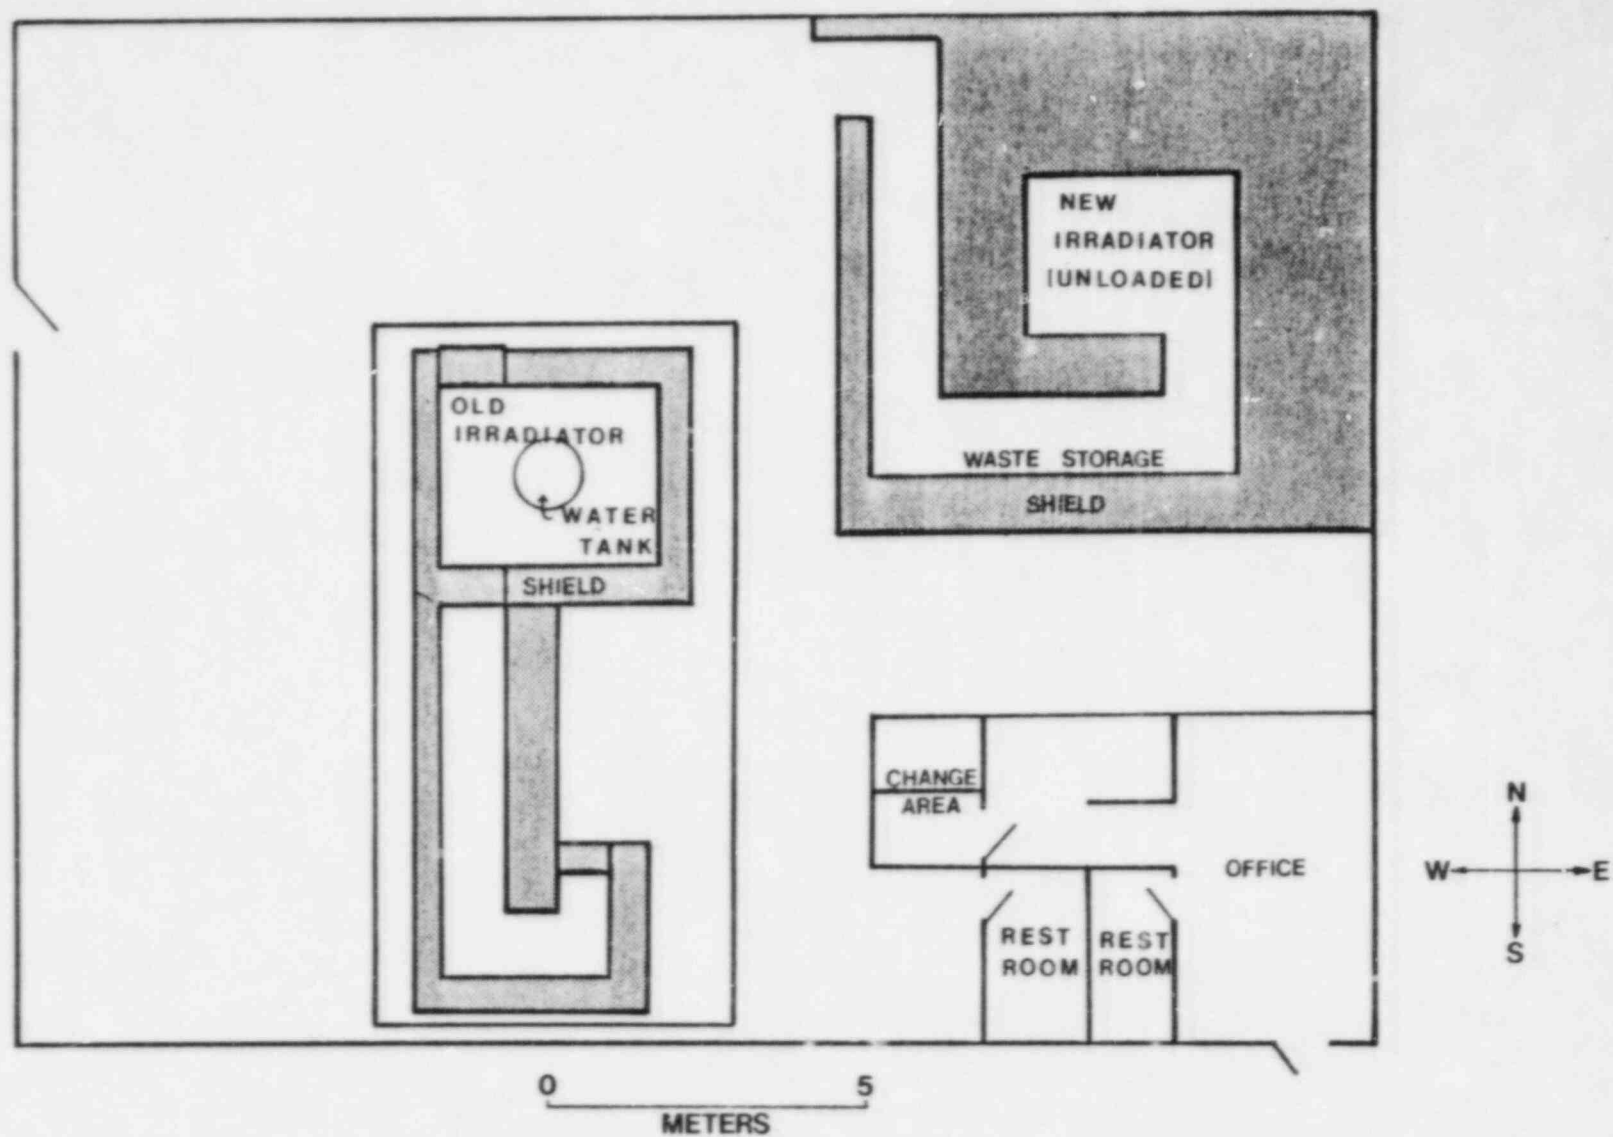 NEW
IRRADIATOR
(UNLOADED)
OLD
IRRADIATOR
WATER
TANK
SHIELD
WASTE STORAGE
SHIELD
CHANGE
AREA
OFFICE
REST
ROOM
REST
ROOM
N
W E
S
0 5
METERS